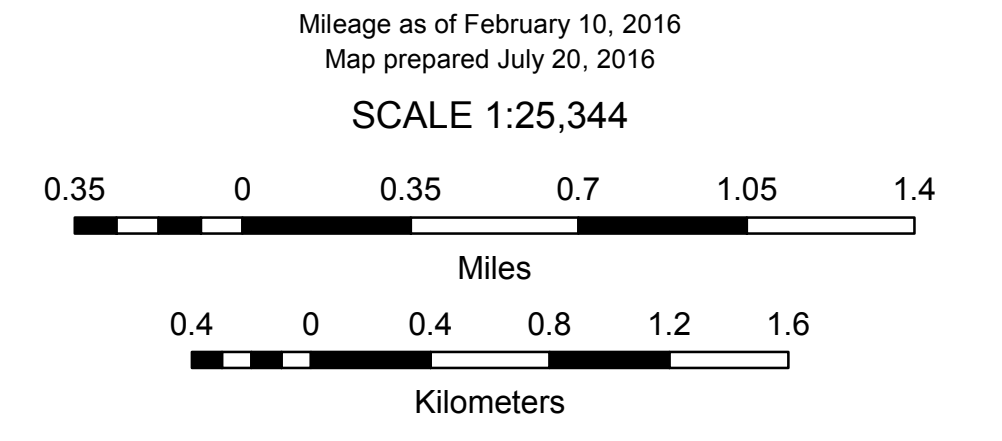 Mileage as of February 10, 2016
Map prepared July 20, 2016
SCALE 1:25,344
0.35 0 0.35 0.7 1.05 1.4
Miles
0.4 0 0.4 0.8 1.2 1.6
Kilometers